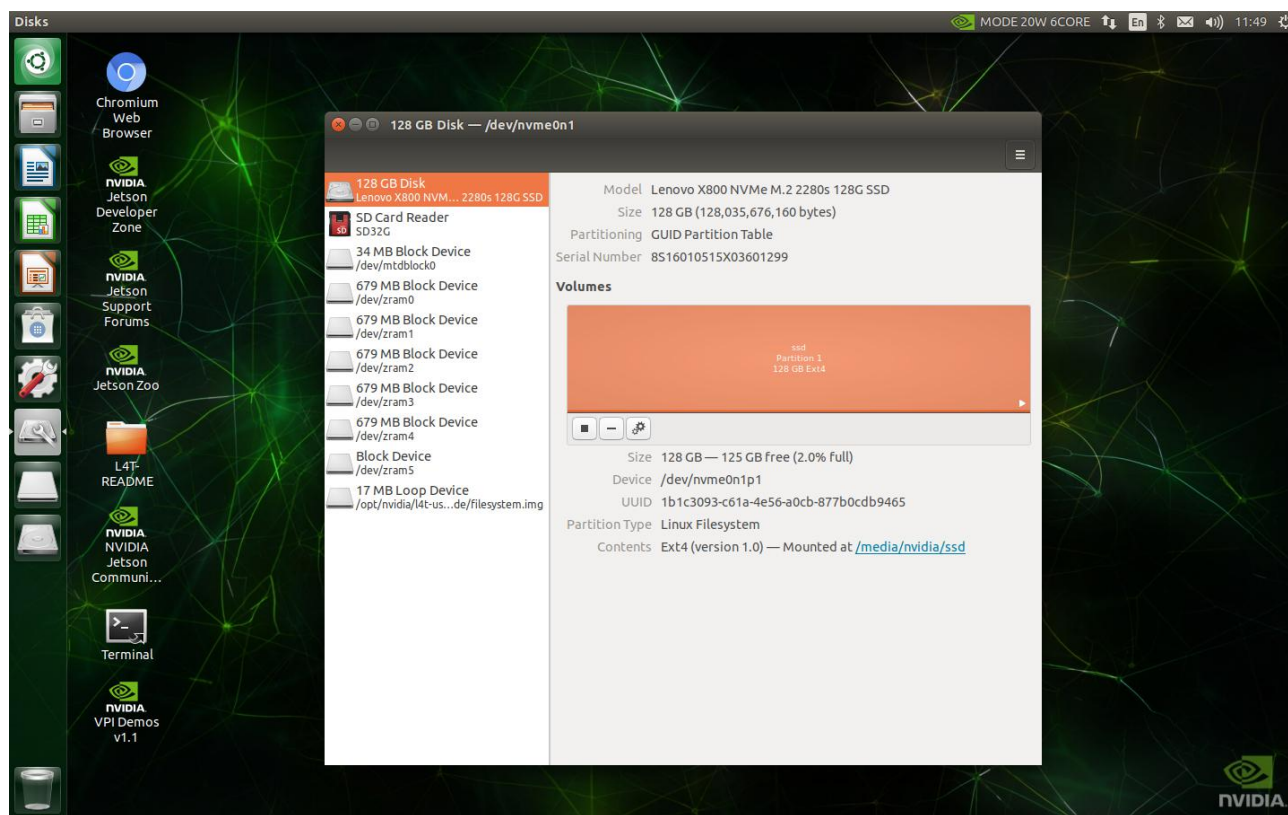 Disks
MODE 20W 6CORE
En
11:49
Chromium
Web
Browser
NVIDIA
Jetson
Developer
Zone
NVIDIA
Jetson
Support
Forums
NVIDIA
Jetson Zoo
L4T-
README
NVIDIA
NVIDIA
Jetson
Communi...
>_
Terminal
NVIDIA
VPI Demos
v1.1
128 GB Disk — /dev/nvme0n1
128 GB Disk
Lenovo X800 NVM... 2280s 128G SSD
SD
SD Card Reader
SD32G
34 MB Block Device
/dev/mtdblock0
679 MB Block Device
/dev/zram0
679 MB Block Device
/dev/zram1
679 MB Block Device
/dev/zram2
679 MB Block Device
/dev/zram3
679 MB Block Device
/dev/zram4
Block Device
/dev/zram5
17 MB Loop Device
/opt/nvidia/l4t-us...de/filesystem.img
Model Lenovo X800 NVMe M.2 2280s 128G SSD
Size 128 GB (128,035,676,160 bytes)
Partitioning GUID Partition Table
Serial Number 8S16010515X03601299
Volumes
ssd
Partition 1
128 GB Ext4
Size 128 GB — 125 GB free (2.0% full)
Device /dev/nvme0n1p1
UUID 1b1c3093-c61a-4e56-a0cb-877b0cdb9465
Partition Type Linux Filesystem
Contents Ext4 (version 1.0) — Mounted at /media/nvidia/ssd
NVIDIA.